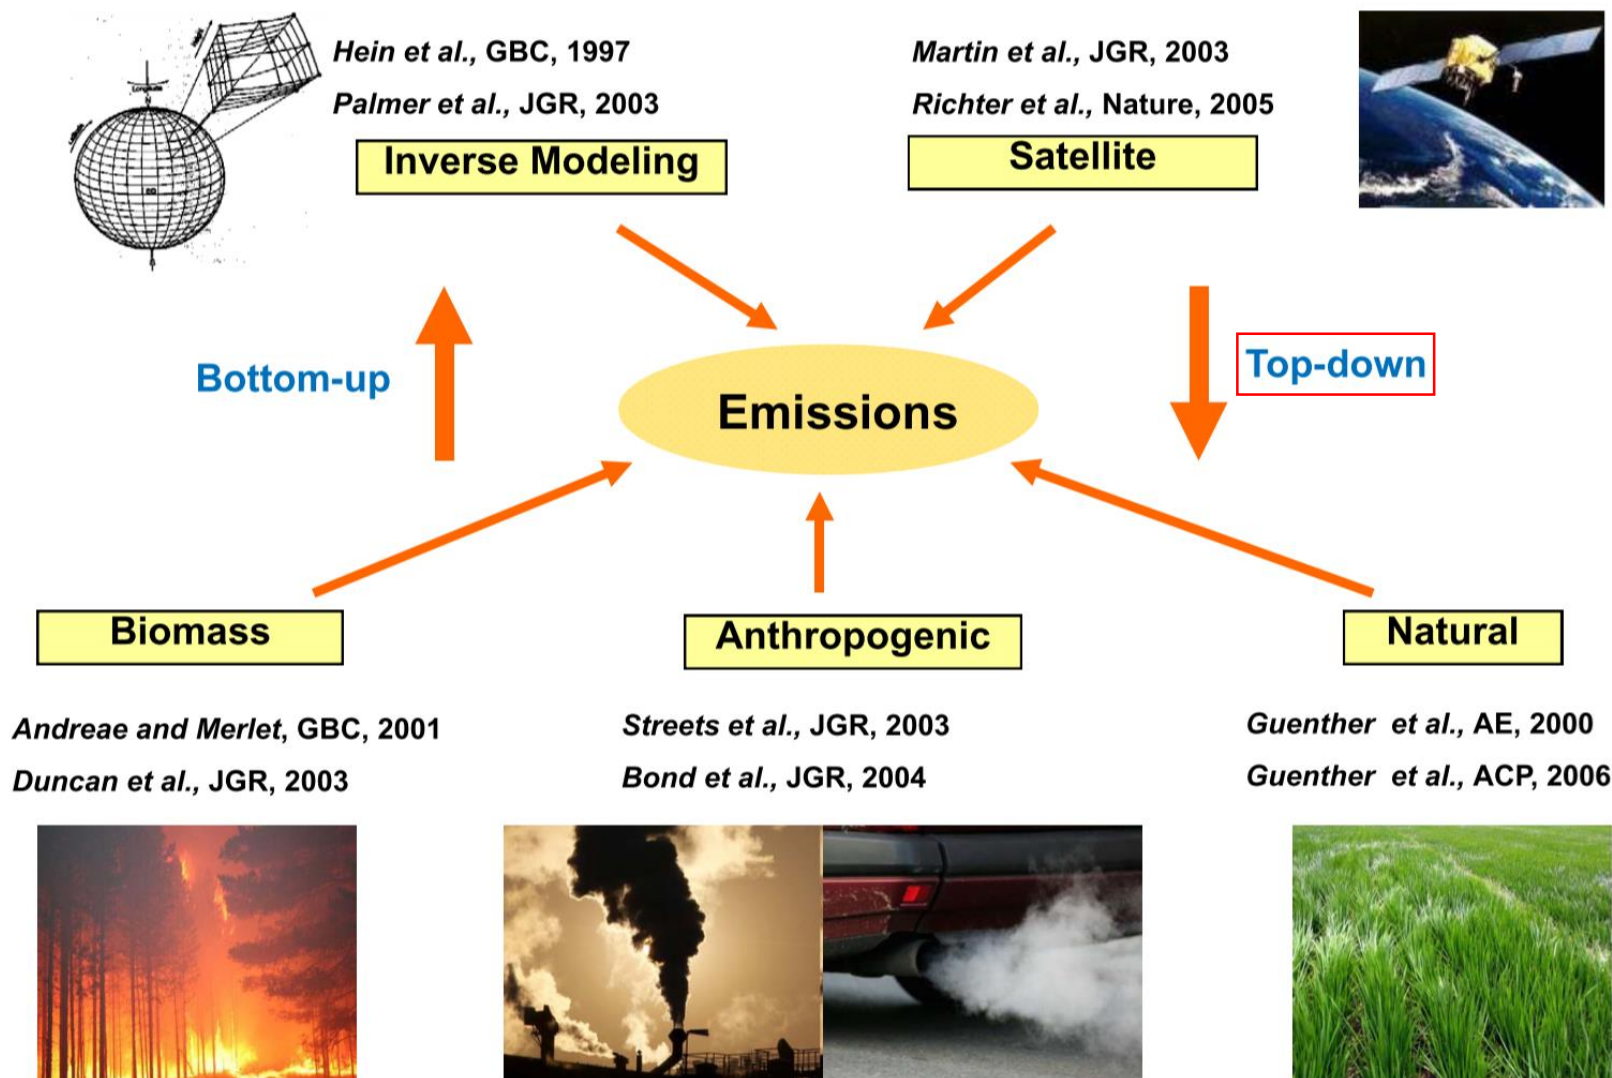 Hein et al., GBC, 1997
Palmer et al., JGR, 2003
Inverse Modeling
Martin et al., JGR, 2003
Richter et al., Nature, 2005
Satellite
Bottom-up
Top-down
Emissions
Biomass
Anthropogenic
Natural
Andreae and Merlet, GBC, 2001
Duncan et al., JGR, 2003
Streets et al., JGR, 2003
Bond et al., JGR, 2004
Guenther et al., AE, 2000
Guenther et al., ACP, 2006